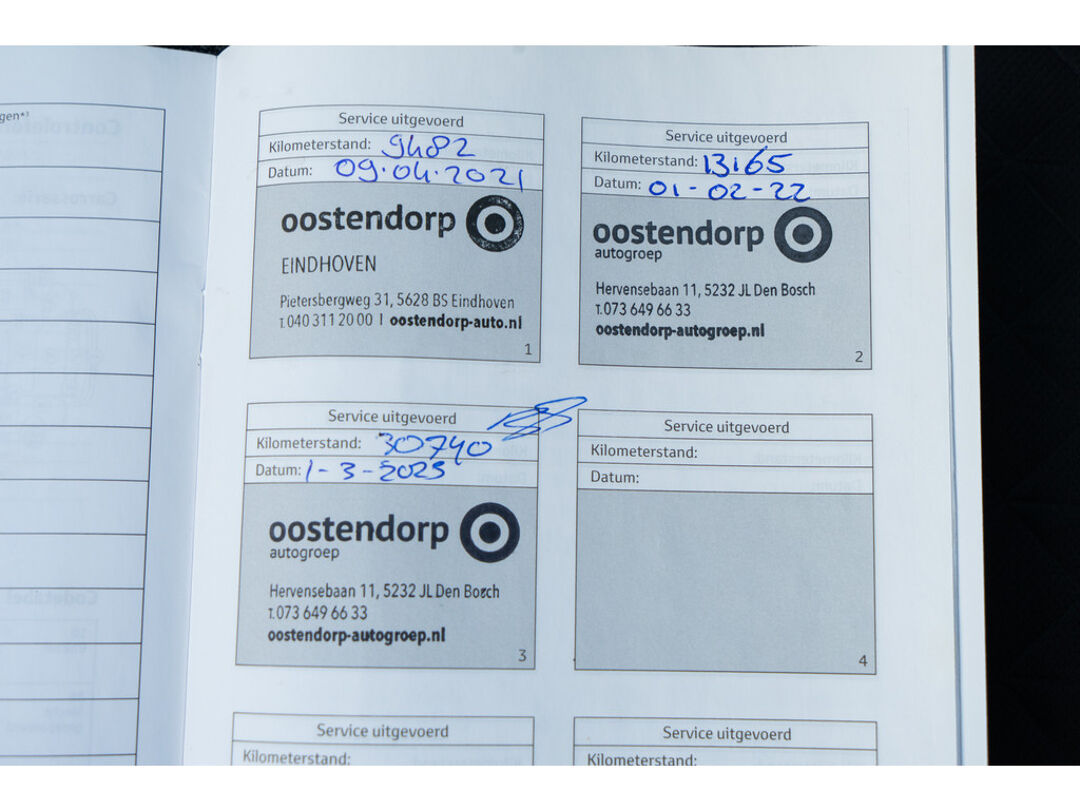 gen*¹
Service uitgevoerd
Kilometerstand: 9482
Datum: 09.04.2021
oostendorp
EINDHOVEN
Pietersbergweg 31, 5628 BS Eindhoven
T.040 311 20 00 I oostendorp-auto.nl
1
Service uitgevoerd
Kilometerstand: 13165
Datum: 01-02-22
oostendorp
autogroep
Hervensebaan 11, 5232 JL Den Bosch
T.073 649 66 33
oostendorp-autogroep.nl
2
Service uitgevoerd
Kilometerstand: 30740
Datum: 1-3-2023
oostendorp
autogroep
Hervensebaan 11, 5232 JL Den Bosch
T.073 649 66 33
oostendorp-autogroep.nl
3
Service uitgevoerd
Kilometerstand:
Datum:
4
Service uitgevoerd
Kilometerstand:
Service uitgevoerd
Kilometerstand: